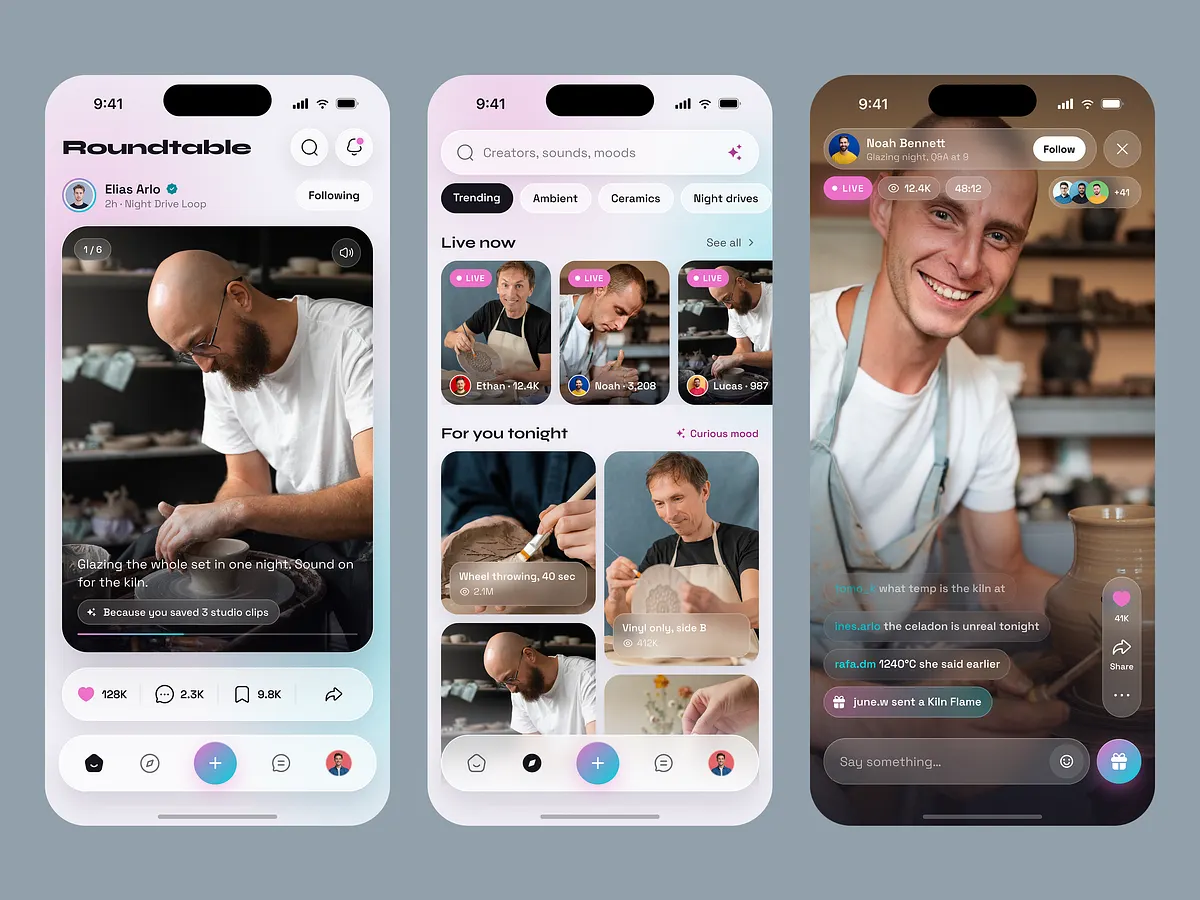 9:41
Roundtable
Elias Arlo
2h · Night Drive Loop
Following
1 / 6
Glazing the whole set in one night. Sound on
for the kiln.
Because you saved 3 studio clips
128K
2.3K
9.8K
9:41
Creators, sounds, moods
Trending
Ambient
Ceramics
Night drives
Live now
See all
LIVE
LIVE
LIVE
Ethan · 12.4K
Noah · 3,208
Lucas · 987
For you tonight
Curious mood
Wheel throwing, 40 sec
2.1M
Vinyl only, side B
412K
9:41
Noah Bennett
Glazing night, Q&A at 9
Follow
LIVE
12.4K
48:12
+41
what temp is the kiln at
ines.arlo the celadon is unreal tonight
rafa.dm 1240°C she said earlier
june.w sent a Kiln Flame
41K
Share
Say something...